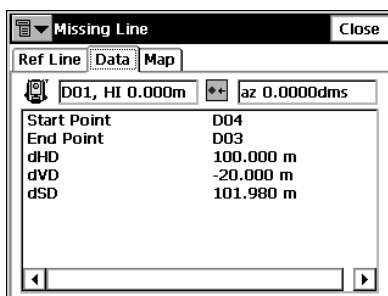 Missing Line Close
Ref Line Data Map
D01, HI 0.000m az 0.0000dms
Start Point D04
End Point D03
dHD 100.000 m
dVD -20.000 m
dSD 101.980 m